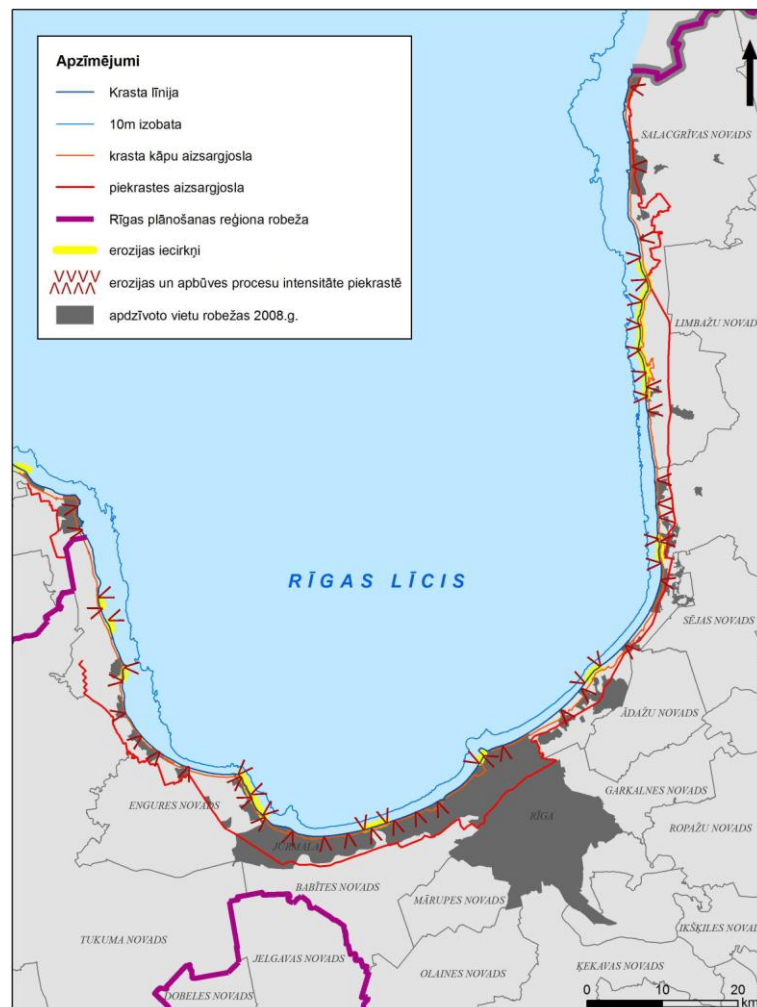 Apzīmējumi
Krasta līnija
10m izobata
krasta kāpu aizsargjosla
piekrastes aizsargjosla
Rīgas plānošanas reģiona robeža
erozijas iecirkņi
erozijas un apbūves procesu intensitāte piekrastē
apdzīvoto vietu robežas 2008.g.
SALACGRĪVAS NOVADS
LIMBAŽU NOVAD
RĪGAS LĪCIS
SĒJAS NOVADS
ĀDAŽU NOVADS
GARKALNES NOVADS
ENGURES NOVADS
RĪGA
ROPAŽU NOVADS
JŪRMALA
BABĪTES NOVADS
MĀRUPES NOVADS
IKŠĶILES NOVAD
TUKUMA NOVADS
JELGAVAS NOVADS
OLAINES NOVADS
ĶEKAVAS NOVADS
DOBELES NOVADS
0 10 20
km